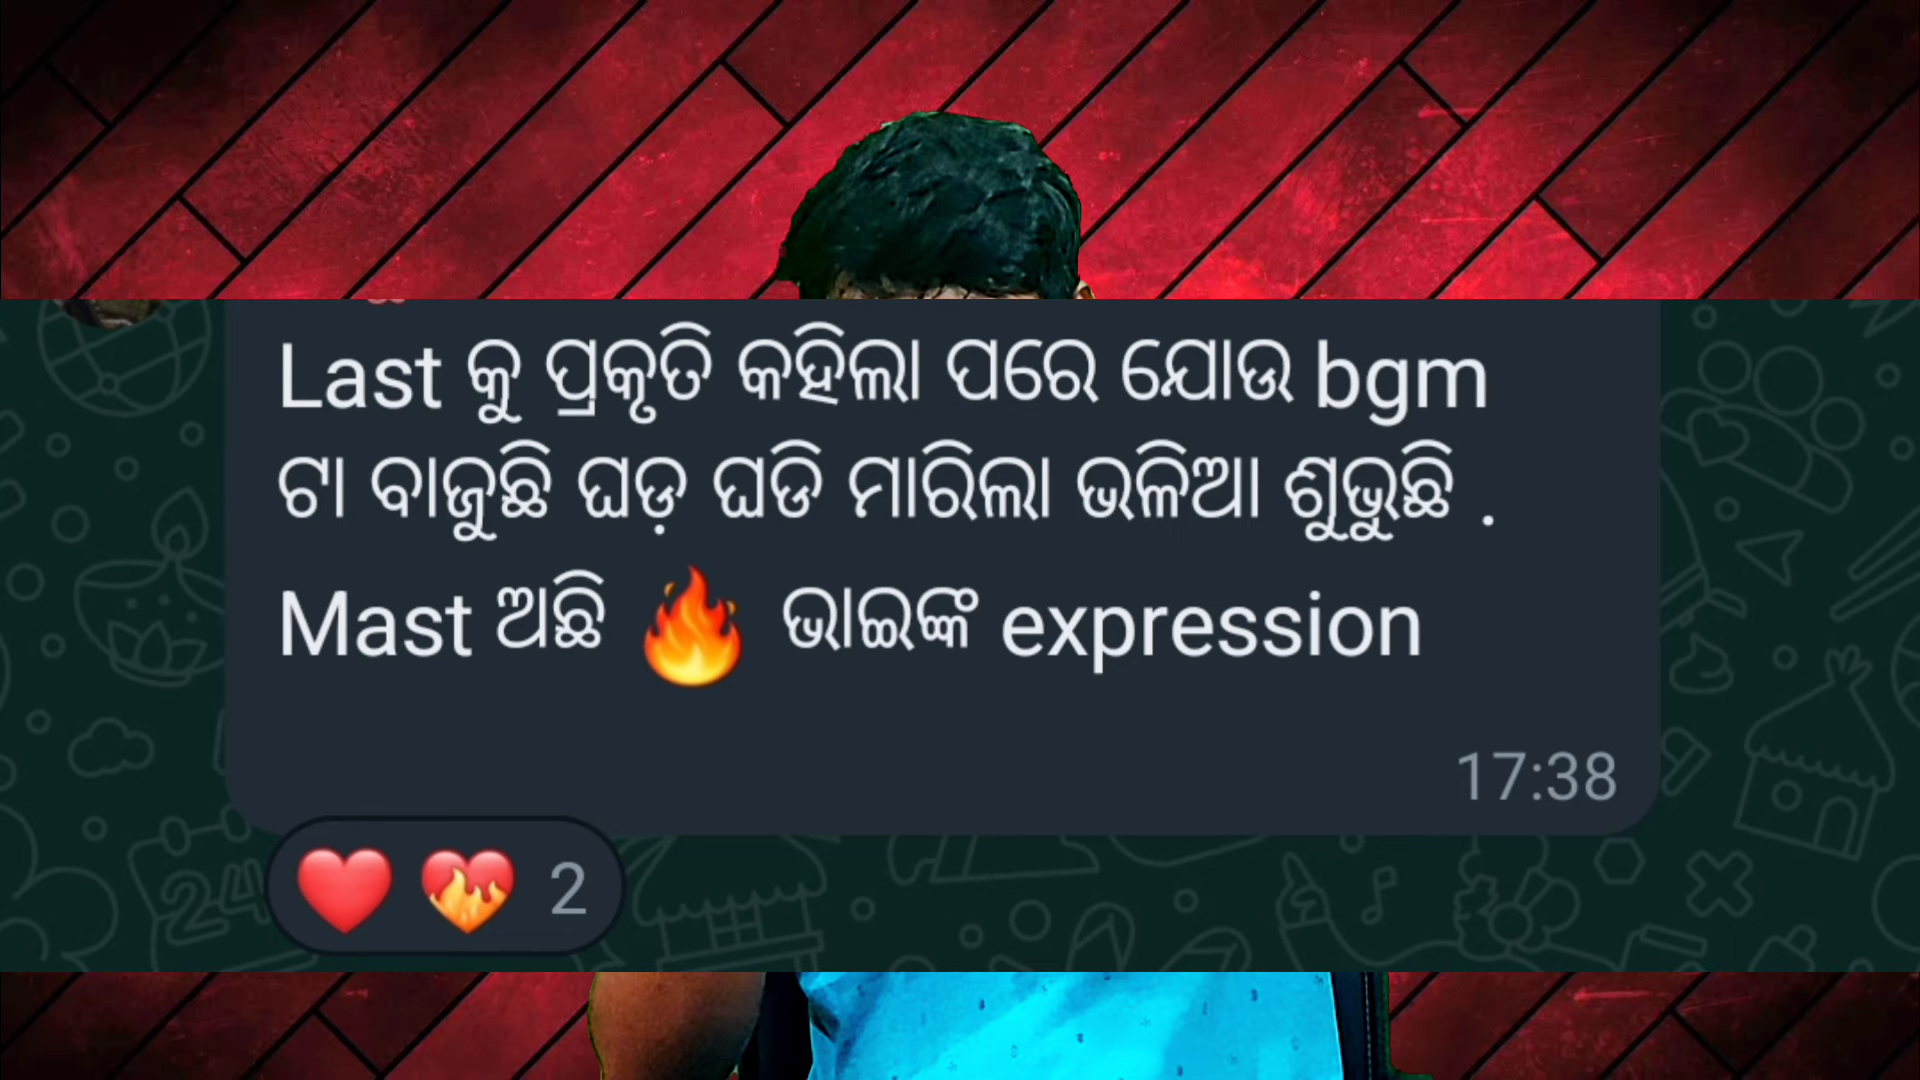 Last କୁ ପ୍ରକୃତି କହିଲା ପରେ ଯୋଉ bgm
ଟା ବାଜୁଛି ଘଡ଼ ଘଡି ମାରିଲା ଭଳିଆ ଶୁଭୁଛି .
Mast ଅଛି 🔥 ଭାଇଙ୍କ expression
17:38
❤️ ❤️‍🔥 2